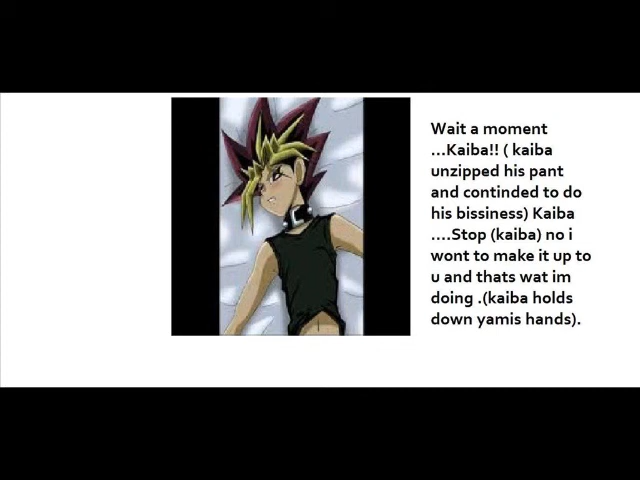 Wait a moment
...Kaiba!! ( kaiba
unzipped his pant
and continded to do
his bissiness) Kaiba
....Stop (kaiba) no i
wont to make it up to
u and thats wat im
doing .(kaiba holds
down yamis hands).